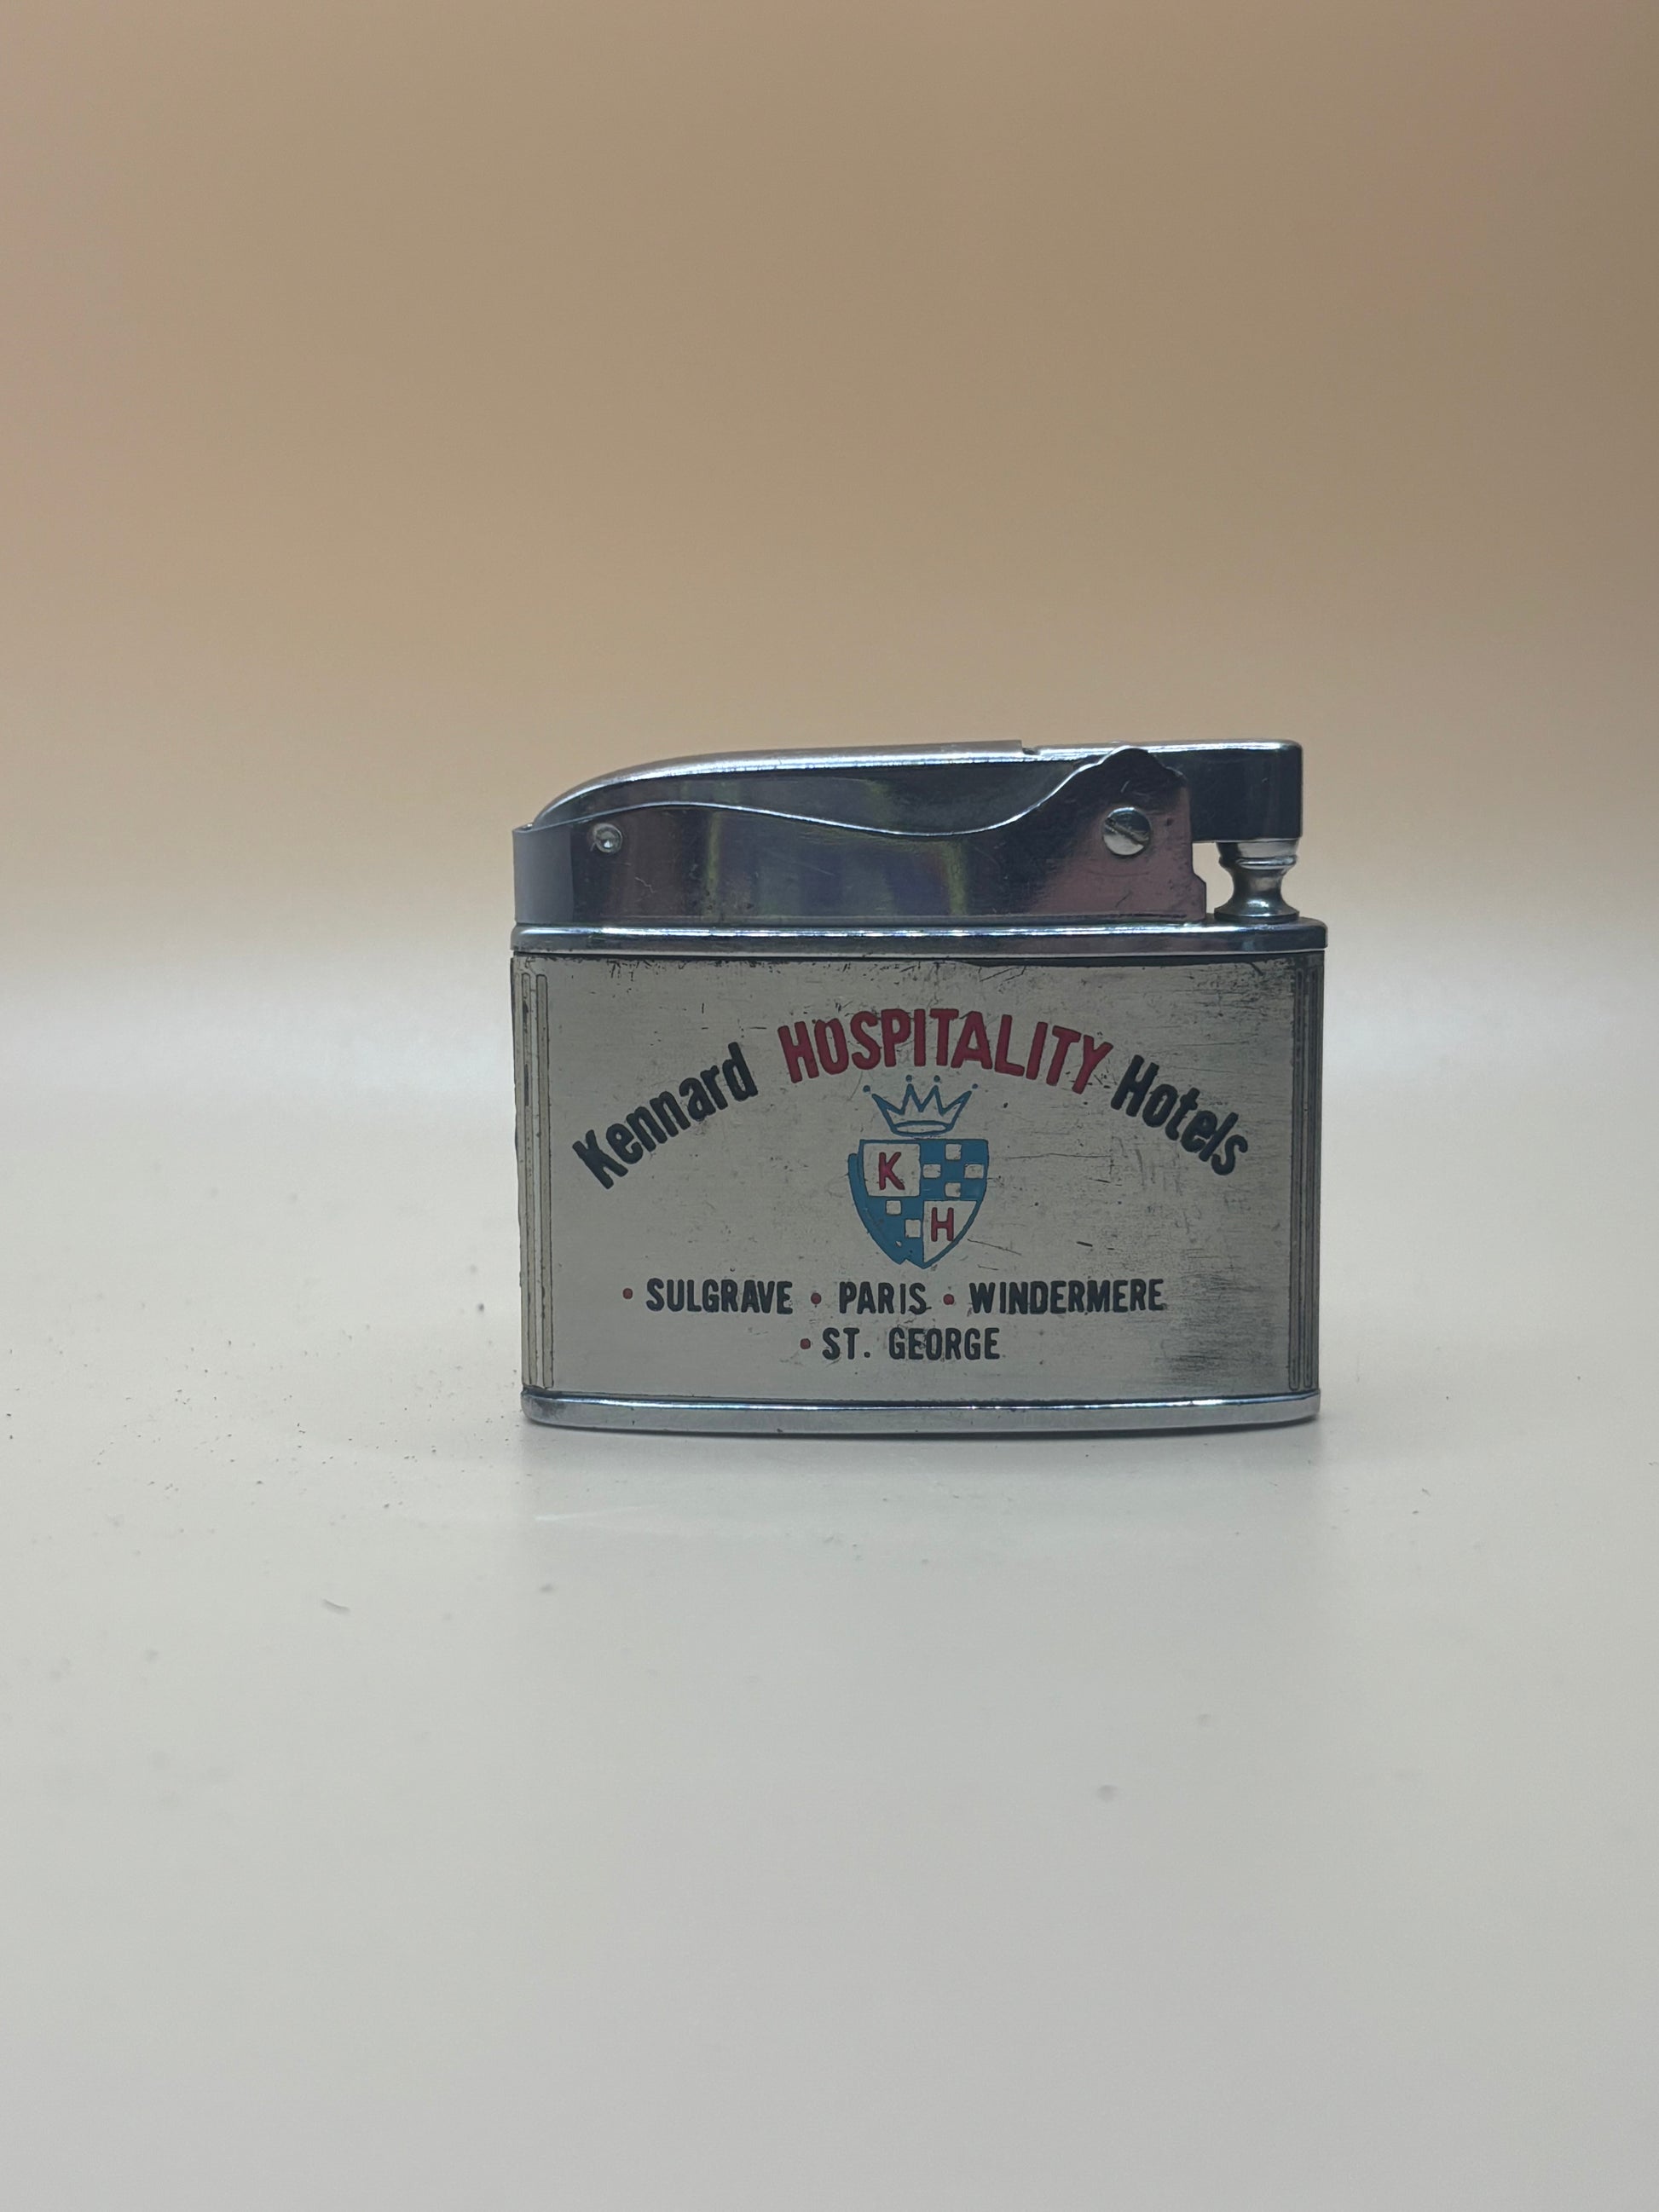 Kennard HOSPITALITY Hotels
K
H
• SULGRAVE • PARIS • WINDERMERE
• ST. GEORGE